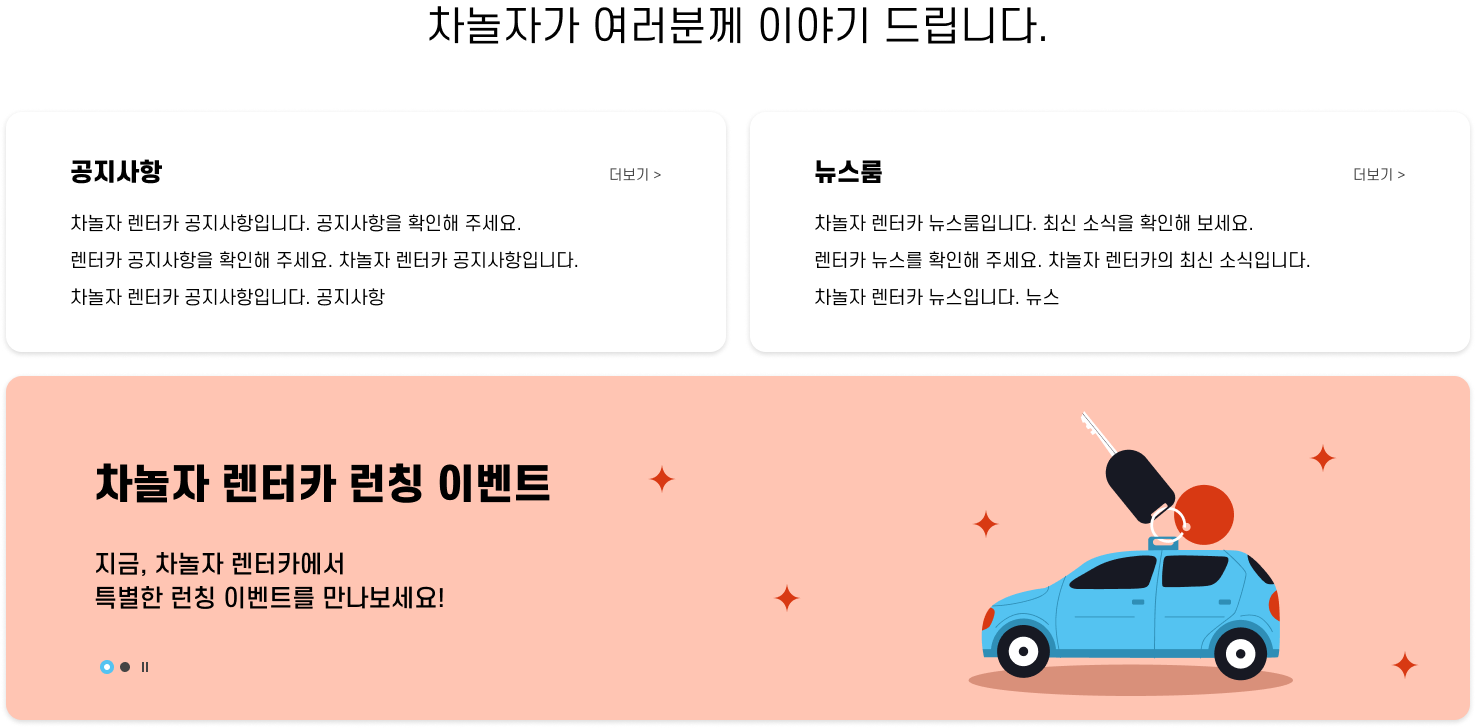 차놀자가 여러분께 이야기 드립니다.
공지사항
더보기 >
차놀자 렌터카 공지사항입니다. 공지사항을 확인해 주세요.
렌터카 공지사항을 확인해 주세요. 차놀자 렌터카 공지사항입니다.
차놀자 렌터카 공지사항입니다. 공지사항
뉴스룸
더보기 >
차놀자 렌터카 뉴스룸입니다. 최신 소식을 확인해 보세요.
렌터카 뉴스를 확인해 주세요. 차놀자 렌터카의 최신 소식입니다.
차놀자 렌터카 뉴스입니다. 뉴스
차놀자 렌터카 런칭 이벤트
지금, 차놀자 렌터카에서
특별한 런칭 이벤트를 만나보세요!